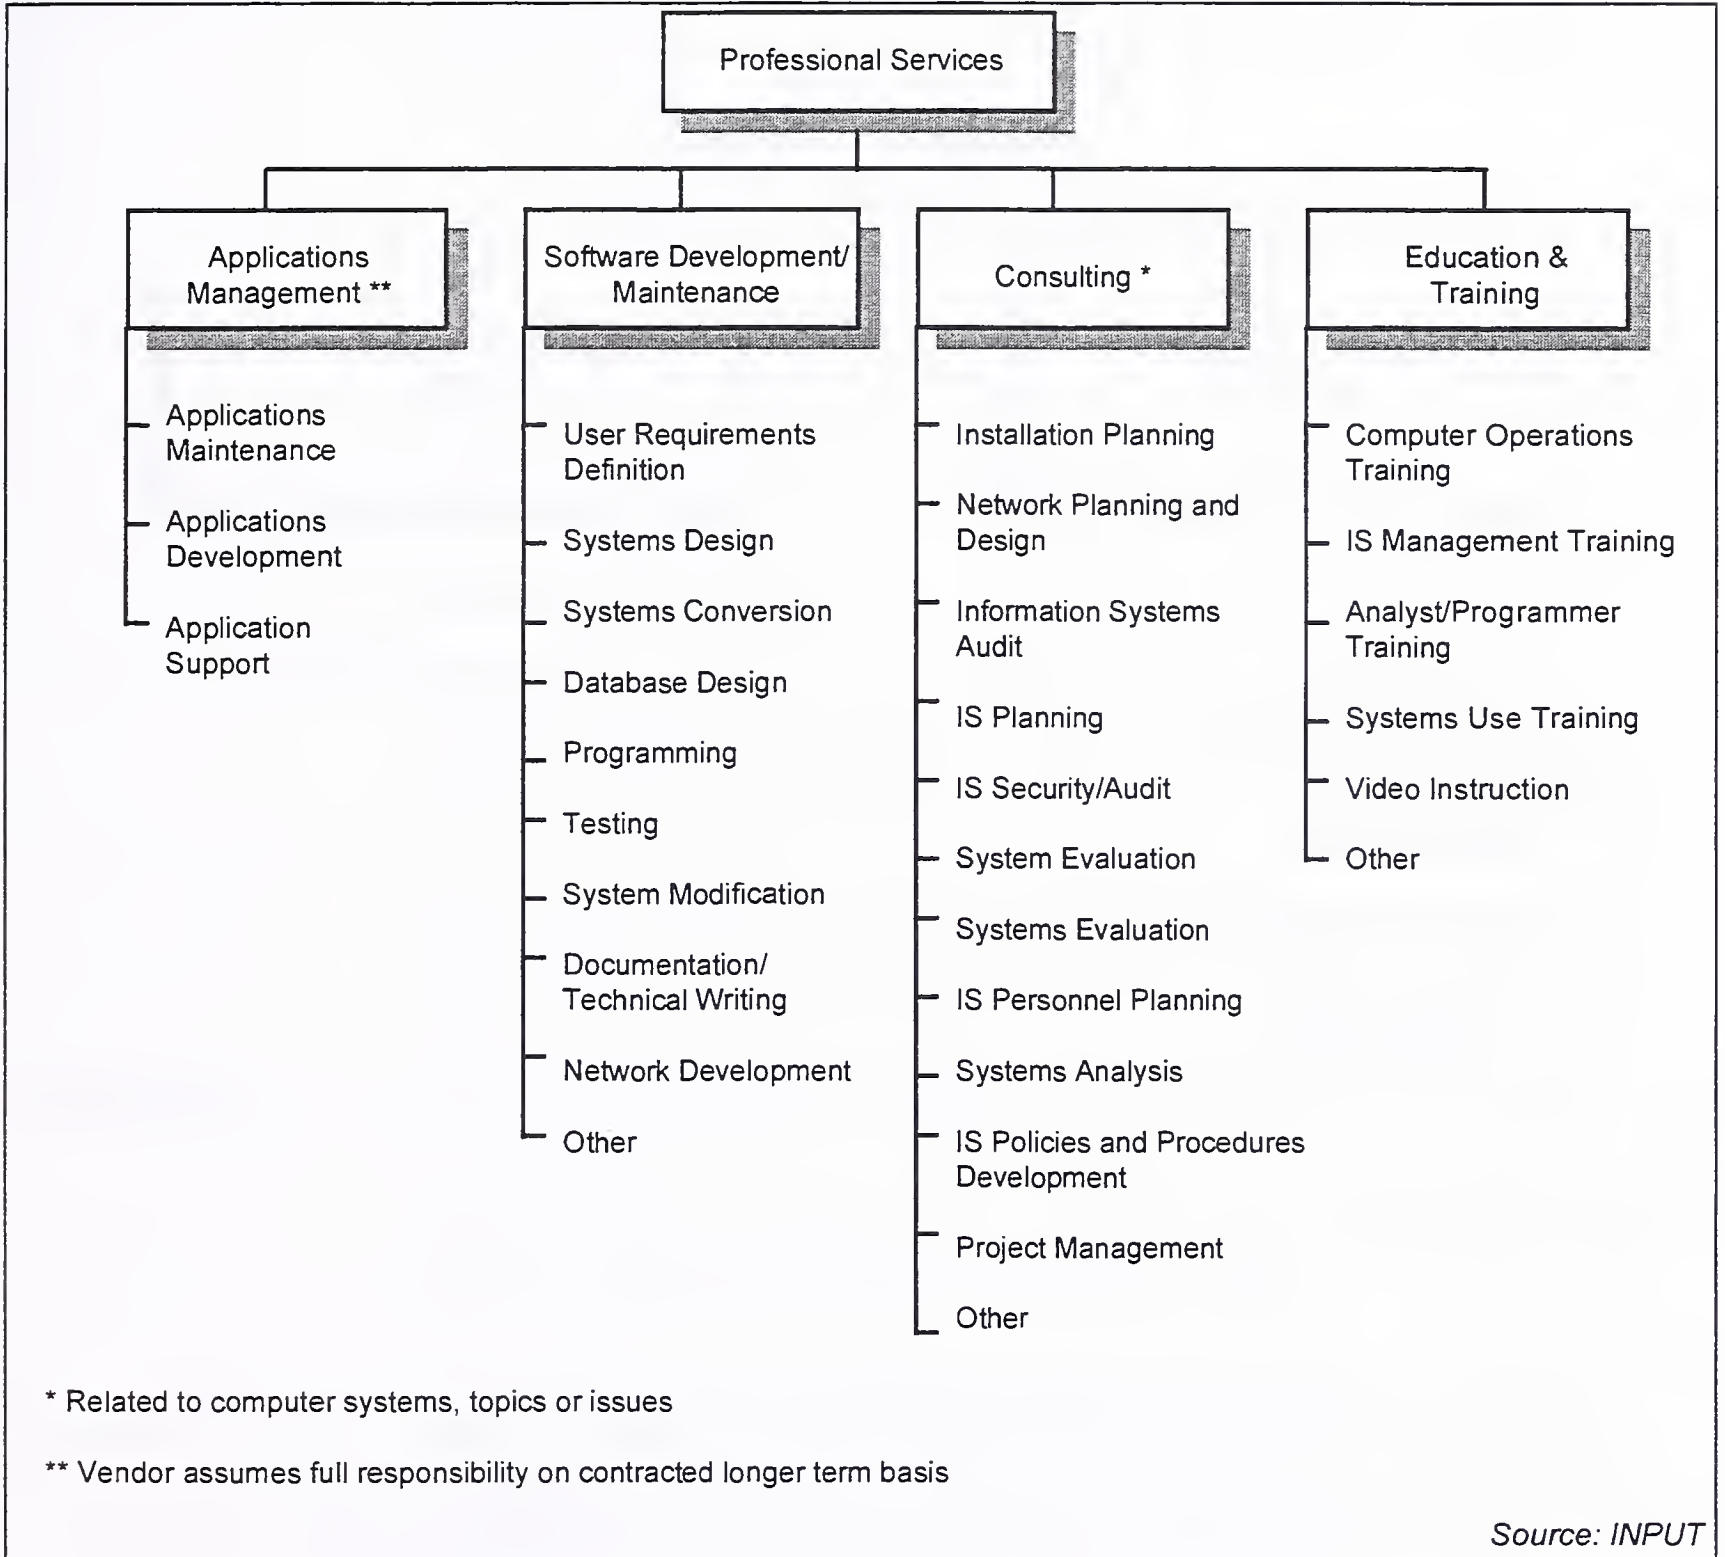 Professional Services
Applications
Management **
Software Development/
Maintenance
Consulting *
Education &
Training
Applications
Maintenance
Applications
Development
Application
Support
User Requirements
Definition
Systems Design
Systems Conversion
Database Design
Programming
Testing
System Modification
Documentation/
Technical Writing
Network Development
Other
Installation Planning
Network Planning and
Design
Information Systems
Audit
IS Planning
IS Security/Audit
System Evaluation
Systems Evaluation
IS Personnel Planning
Systems Analysis
IS Policies and Procedures
Development
Project Management
Other
Computer Operations
Training
IS Management Training
Analyst/Programmer
Training
Systems Use Training
Video Instruction
Other
* Related to computer systems, topics or issues
** Vendor assumes full responsibility on contracted longer term basis
Source: INPUT